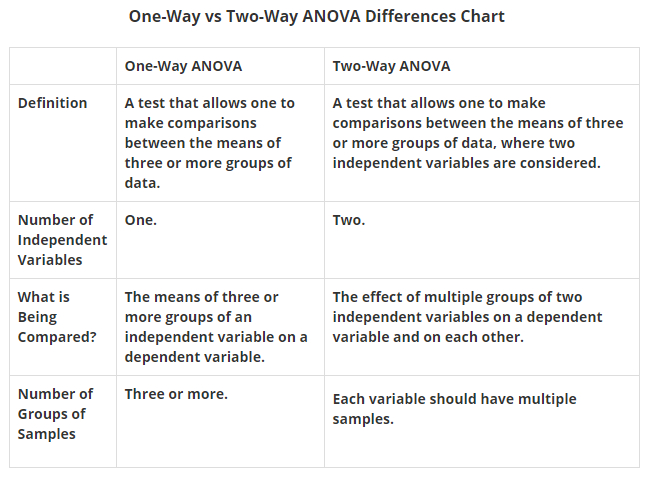 One-Way vs Two-Way ANOVA Differences Chart
One-Way ANOVA
Two-Way ANOVA
Definition
A test that allows one to
make comparisons
between the means of
three or more groups of
data.
A test that allows one to make
comparisons between the means of three
or more groups of data, where two
independent variables are considered.
Number of
Independent
Variables
One.
Two.
What is
Being
Compared?
The means of three or
more groups of an
independent variable on a
dependent variable.
The effect of multiple groups of two
independent variables on a dependent
variable and on each other.
Number of
Groups of
Samples
Three or more.
Each variable should have multiple
samples.